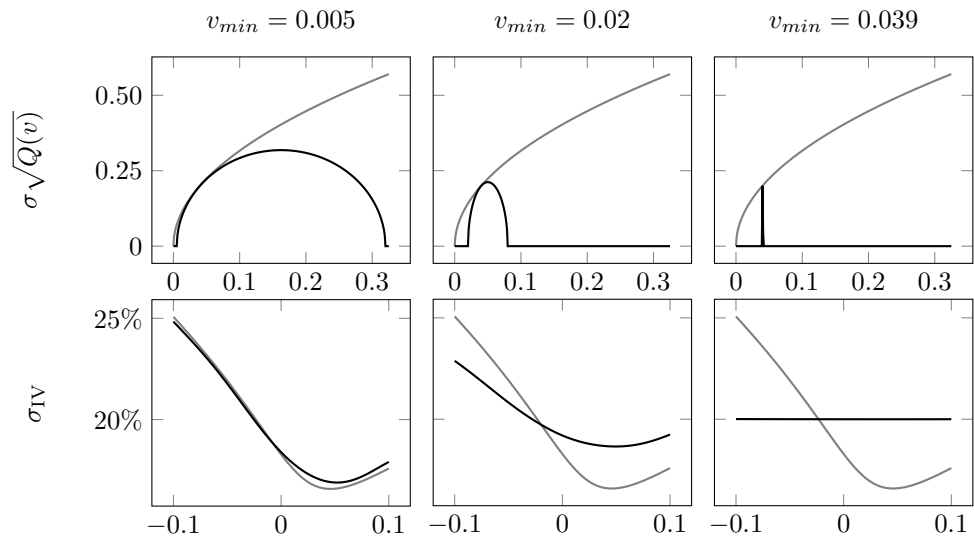 v_{min} = 0.005 v_{min} = 0.02 v_{min} = 0.039
σ√Q(v)
0.50
0.25
0
0 0.1 0.2 0.3 0 0.1 0.2 0.3 0 0.1 0.2 0.3
σ_{IV}
25%
20%
−0.1 0 0.1 −0.1 0 0.1 −0.1 0 0.1